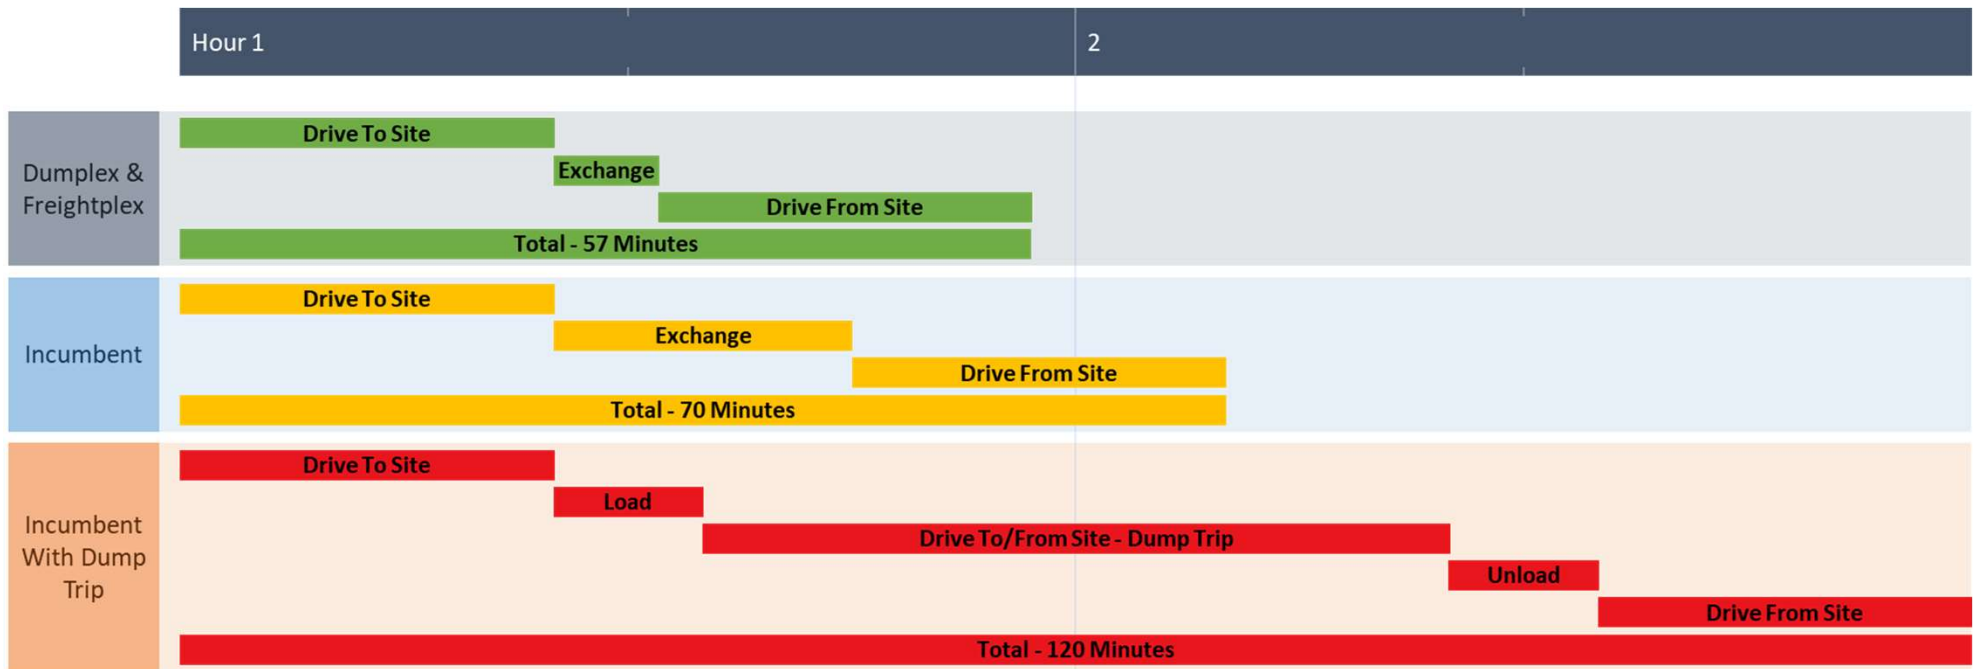 Hour 1
2
Dumplex &
Freightplex
Drive To Site
Exchange
Drive From Site
Total - 57 Minutes
Incumbent
Drive To Site
Exchange
Drive From Site
Total - 70 Minutes
Incumbent
With Dump
Trip
Drive To Site
Load
Drive To/From Site - Dump Trip
Unload
Drive From Site
Total - 120 Minutes